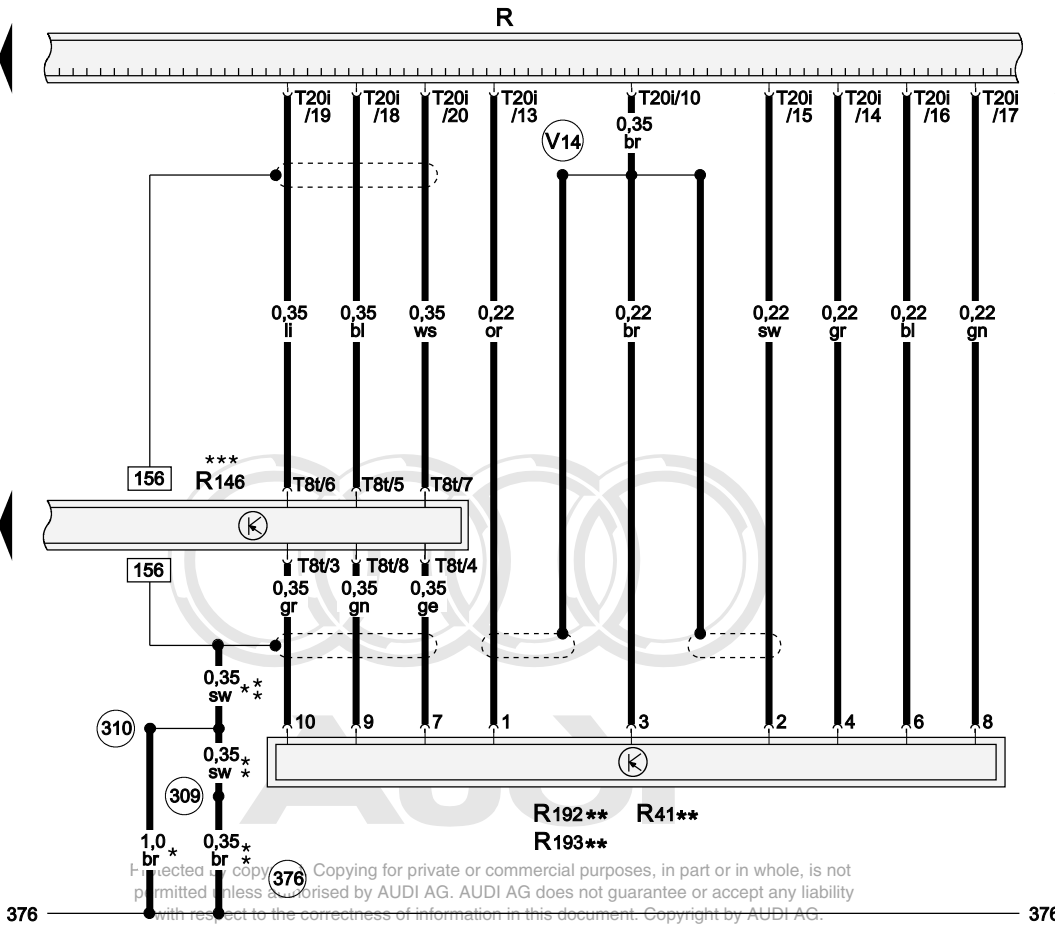 R
T20i /19
T20i /18
T20i /20
T20i /13
T20i/10
T20i /15
T20i /14
T20i /16
T20i /17
0,35 br
V14
0,35 li
0,35 bl
0,35 ws
0,22 or
0,22 br
0,22 sw
0,22 gr
0,22 bl
0,22 gn
***
156
R146
T8t/6
T8t/5
T8t/7
156
T8t/3
T8t/8
T8t/4
0,35 gr
0,35 gn
0,35 ge
0,35 sw ***
310
10
9
7
1
3
2
4
6
8
0,35 sw **
309
R192** R41**
R193**
1,0 br *
0,35 br **
AUDI
376
Protected by copyright. Copying for private or commercial purposes, in part or in whole, is not
permitted unless authorised by AUDI AG. AUDI AG does not guarantee or accept any liability
with respect to the correctness of information in this document. Copyright by AUDI AG.
376
376